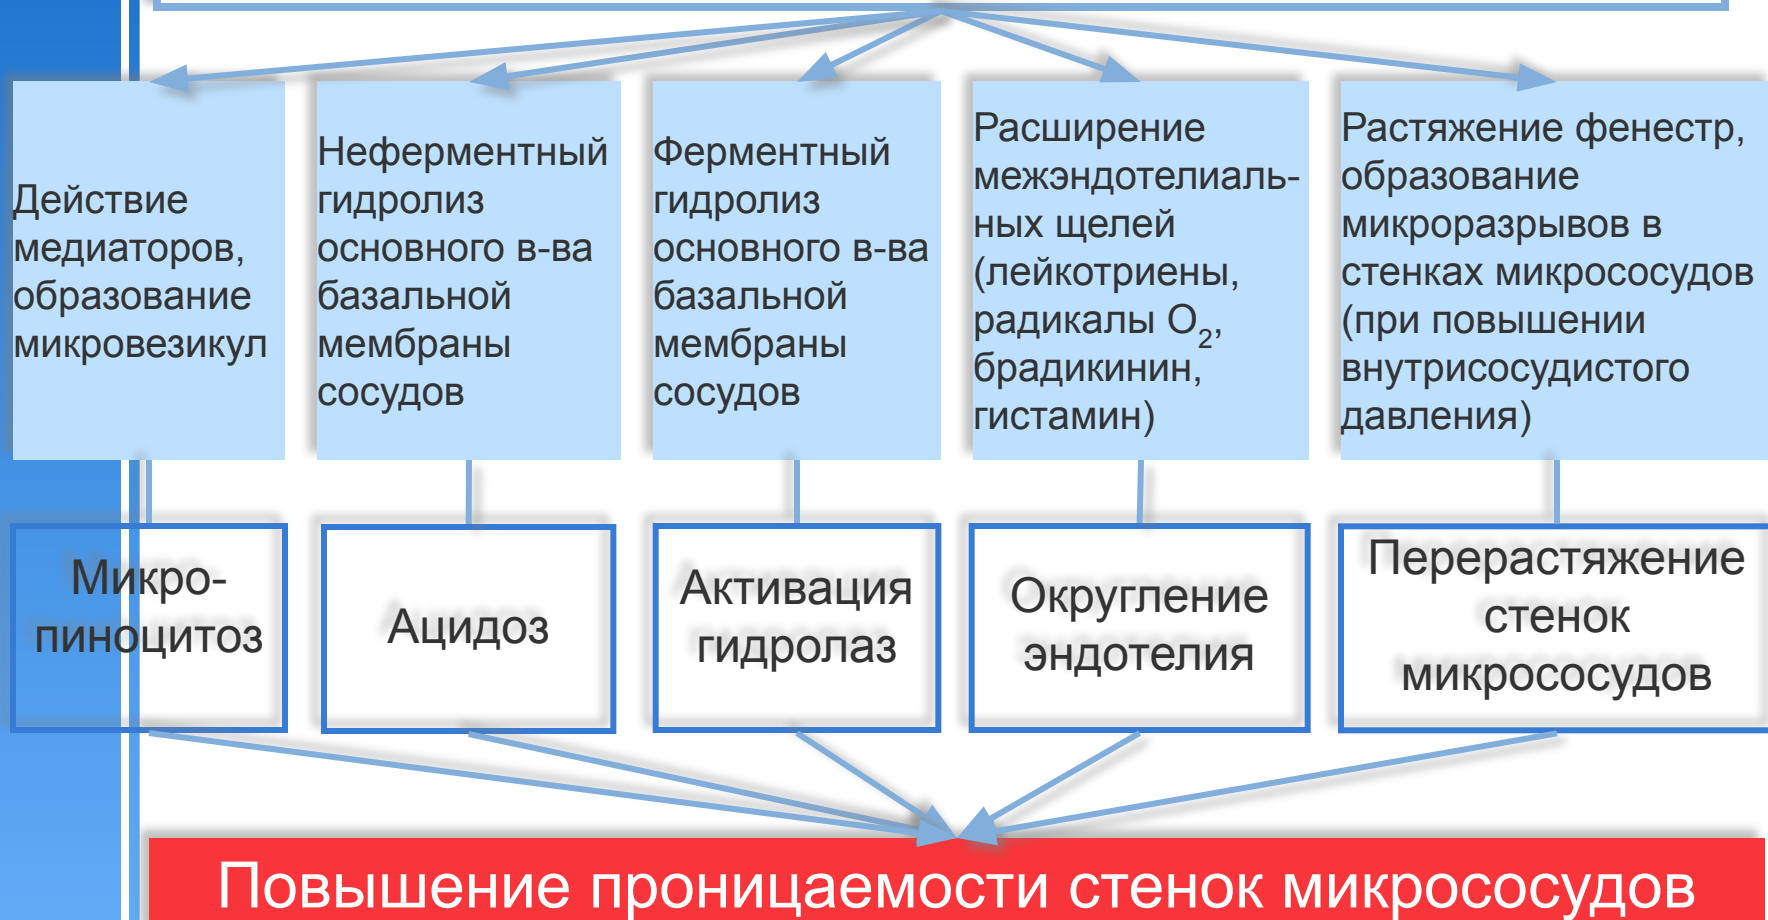 Действие
медиаторов,
образование
микровезикул
Неферментный
гидролиз
основного в-ва
базальной
мембраны
сосудов
Ферментный
гидролиз
основного в-ва
базальной
мембраны
сосудов
Расширение
межэндотелиаль-
ных щелей
(лейкотриены,
радикалы O₂,
брадикинин,
гистамин)
Растяжение фенестр,
образование
микроразрывов в
стенках микрососудов
(при повышении
внутрисосудистого
давления)
Микро-
пиноцитоз
Ацидоз
Активация
гидролаз
Округление
эндотелия
Перерастяжение
стенок
микрососудов
Повышение проницаемости стенок микрососудов